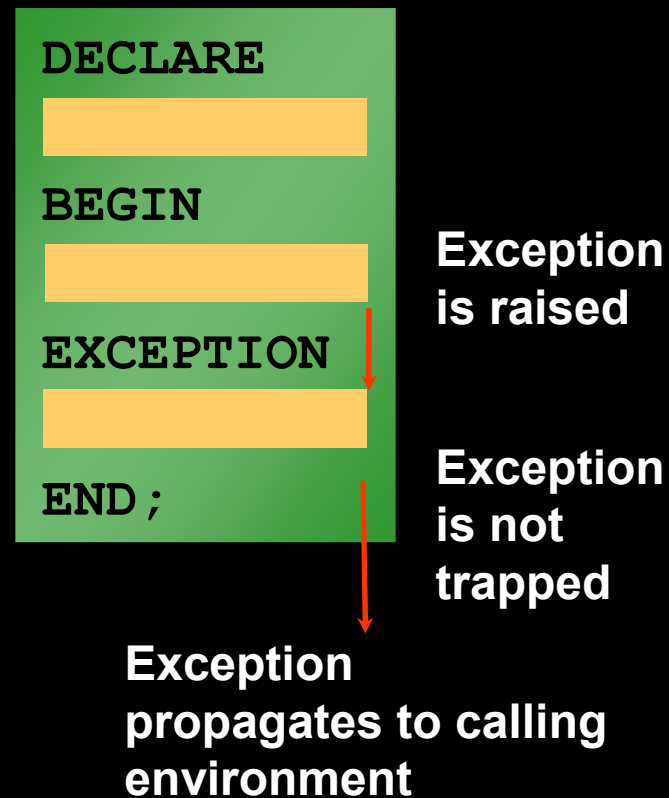 DECLARE
BEGIN
Exception
is raised
EXCEPTION
Exception
is not
trapped
END;
Exception
propagates to calling
environment